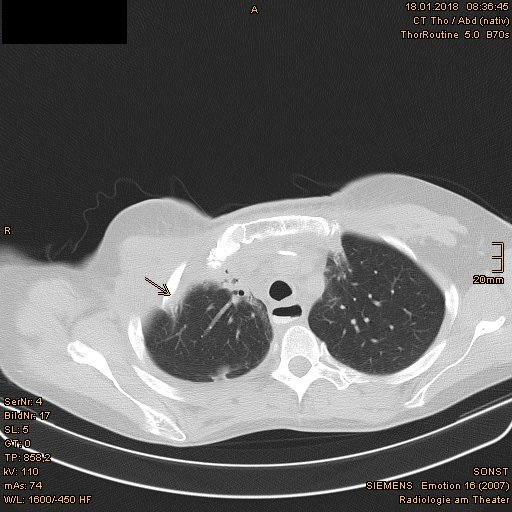 A
18.01.2018 08:36:45
CT Tho / Abd (nativ)
ThorRoutine 5.0 B70s
R
20mm
SerNr: 4
BildNr: 17
SL: 5
GT: 0
TP: 858,2
kV: 110
mAs: 74
W/L: 1600/-450 HF
SONST
SIEMENS Emotion 16 (2007)
Radiologie am Theater